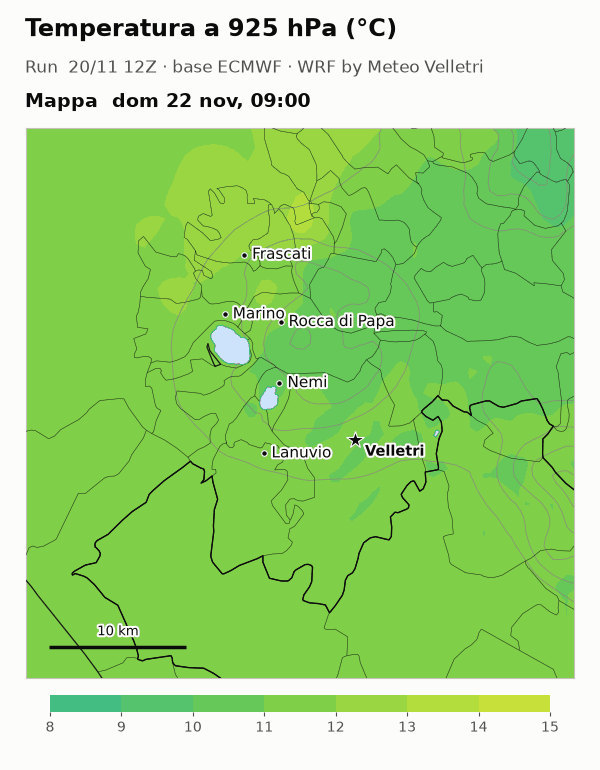 Temperatura a 925 hPa (°C)
Run  20/11 12Z · base ECMWF · WRF by Meteo Velletri
Mappa  dom 22 nov, 09:00
Frascati
Marino
Rocca di Papa
Nemi
Velletri
Lanuvio
10 km
8 9 10 11 12 13 14 15